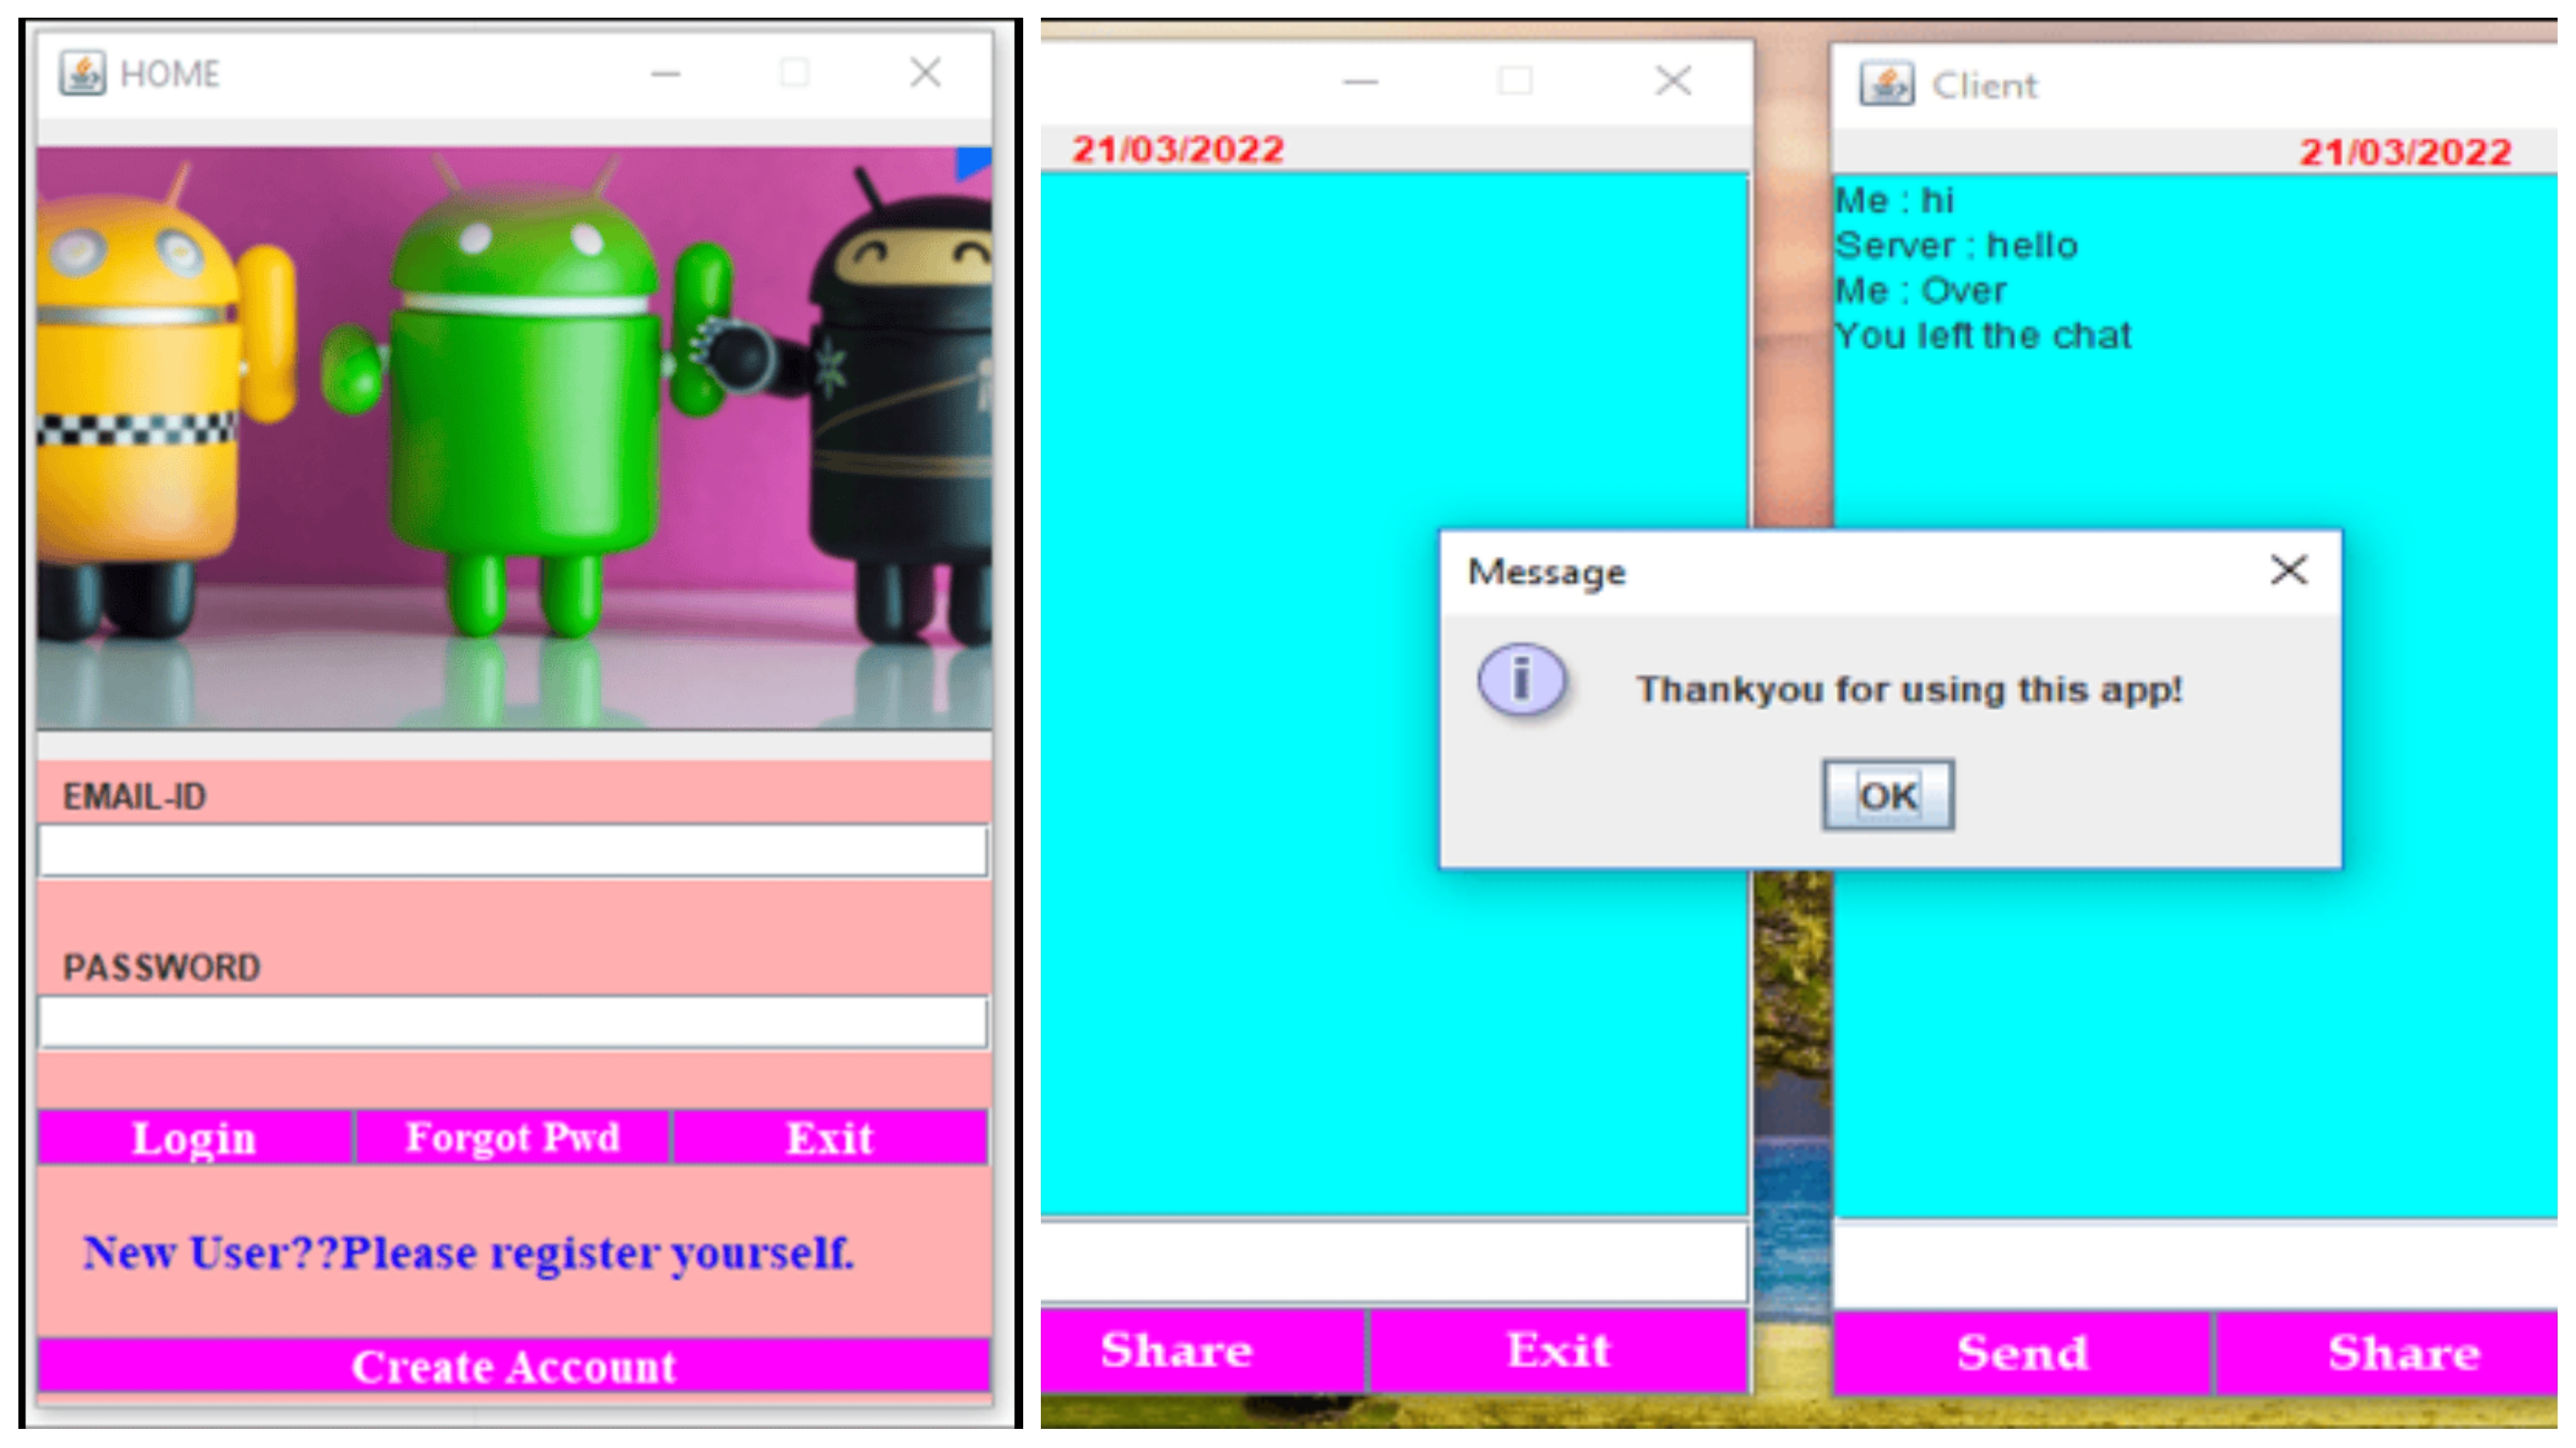 HOME
EMAIL-ID
PASSWORD
Login
Forgot Pwd
Exit
New User??Please register yourself.
Create Account
21/03/2022
Share
Exit
Client
21/03/2022
Me : hi
Server : hello
Me : Over
You left the chat
Send
Share
Message
Thankyou for using this app!
OK